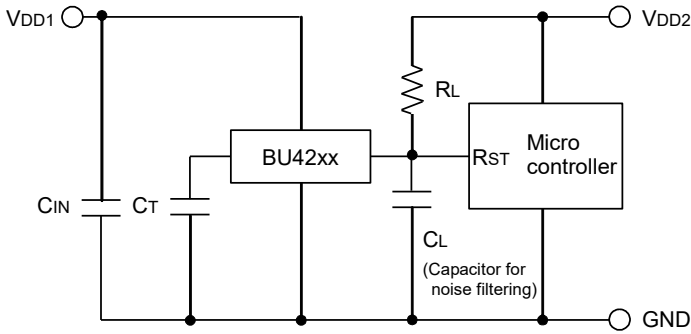 VDD1
VDD2
RL
BU42xx
RST
Micro
controller
CIN
CT
CL
(Capacitor for
noise filtering)
GND